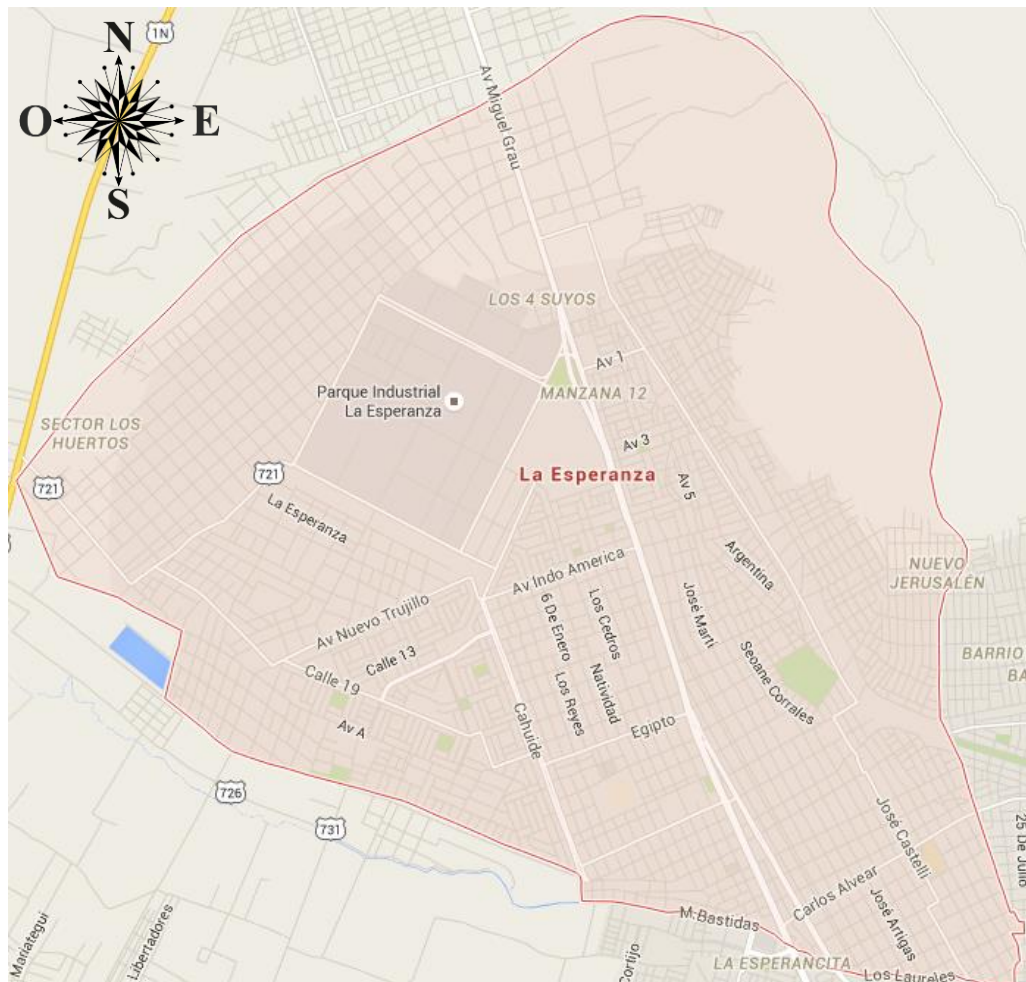 1N
N
O
E
S
Av Miguel Grau
LOS 4 SUYOS
Av 1
Parque Industrial
La Esperanza
MANZANA 12
SECTOR LOS
HUERTOS
Av 3
La Esperanza
721
721
Av 5
La Esperanza
Argentina
Av Indo America
NUEVO
JERUSALÉN
Los Cedros
6 De Enero
José Martí
Av Nuevo Trujillo
Seoane Corrales
BARRIO
BA
Calle 13
Calle 19
Natividad
Los Reyes
Cahuide
Egipto
Av A
726
731
José Castelli
25 De Julio
Carlos Alvear
José Artigas
M.Bastidas
Mariategui
Libertadores
Cortijo
LA ESPERANCITA
Los Laureles